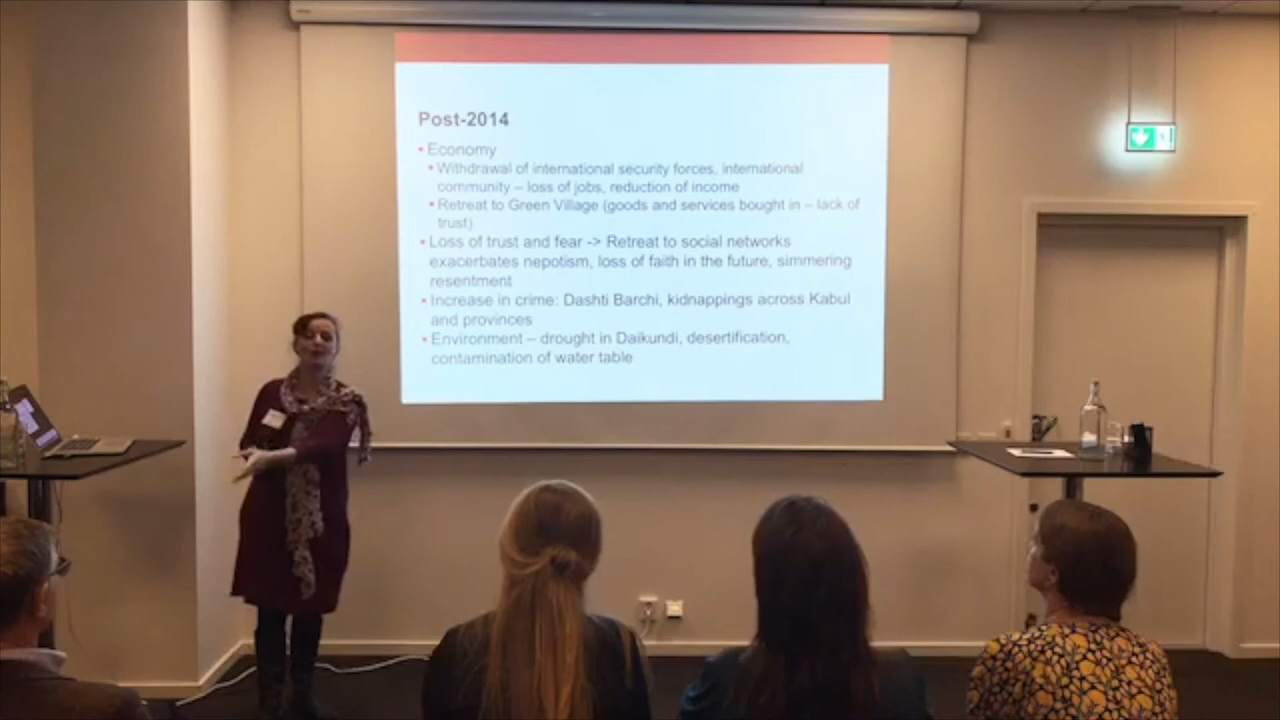 Post-2014
• Economy
• Withdrawal of international security forces, international
community – loss of jobs, reduction of income
• Retreat to Green Village (goods and services bought in – lack of
trust)
• Loss of trust and fear -> Retreat to social networks
exacerbates nepotism, loss of faith in the future, simmering
resentment
• Increase in crime: Dashti Barchi, kidnappings across Kabul
and provinces
• Environment – drought in Daikundi, desertification,
contamination of water table